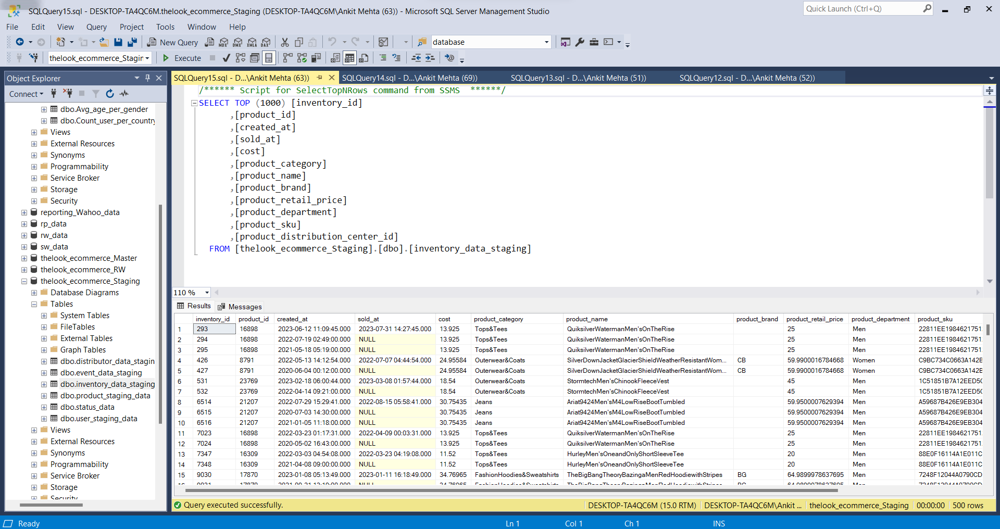 SQLQuery15.sql - DESKTOP-TA4QC6M.thelook_ecommerce_Staging (DESKTOP-TA4QC6M\Ankit Mehta (63)) - Microsoft SQL Server Management Studio
Quick Launch (Ctrl+Q)
File Edit View Query Project Tools Window Help
New Query MDX DMX XMLA DAX database
thelook_ecommerce_Stagin Execute
Object Explorer
Connect
dbo.Avg_age_per_gender
dbo.Count_user_per_country
Views
External Resources
Synonyms
Programmability
Service Broker
Storage
Security
reporting_Wahoo_data
rp_data
rw_data
sw_data
thelook_ecommerce_Master
thelook_ecommerce_RW
thelook_ecommerce_Staging
Database Diagrams
Tables
System Tables
FileTables
External Tables
Graph Tables
dbo.distributor_data_stagin
dbo.event_data_staging
dbo.inventory_data_staging
dbo.product_staging_data
dbo.status_data
dbo.user_staging_data
Views
External Resources
Synonyms
Programmability
Service Broker
Storage
Security
SQLQuery15.sql - D...\Ankit Mehta (63)) SQLQuery14.sql - D...\Ankit Mehta (69)) SQLQuery13.sql - D...\Ankit Mehta (51)) SQLQuery12.sql - D...\Ankit Mehta (52))
/****** Script for SelectTopNRows command from SSMS  ******/
SELECT TOP (1000) [inventory_id]
,[product_id]
,[created_at]
,[sold_at]
,[cost]
,[product_category]
,[product_name]
,[product_brand]
,[product_retail_price]
,[product_department]
,[product_sku]
,[product_distribution_center_id]
FROM [thelook_ecommerce_Staging].[dbo].[inventory_data_staging]
110 %
Results Messages
inventory_id product_id created_at sold_at cost product_category product_name product_brand product_retail_price product_department product_sku
1 293 16898 2023-06-12 11:09:45.000 2023-07-31 14:27:45.000 13.925 Tops&Tees QuiksilverWatermanMen'sOnTheRise 25 Men 22811EE1984621751.
2 294 16898 2022-07-19 02:49:00.000 NULL 13.925 Tops&Tees QuiksilverWatermanMen'sOnTheRise 25 Men 22811EE1984621751.
3 295 16898 2021-05-18 05:19:00.000 NULL 13.925 Tops&Tees QuiksilverWatermanMen'sOnTheRise 25 Men 22811EE1984621751.
4 426 8791 2022-05-13 14:12:54.000 2022-07-07 04:44:54.000 24.95584 Outerwear&Coats SilverDownJacketGlacierShieldWeatherResistantWom... CB 59.9900016784668 Women C9BC734C0663A142B
5 427 8791 2020-06-04 00:12:00.000 NULL 24.95584 Outerwear&Coats SilverDownJacketGlacierShieldWeatherResistantWom... CB 59.9900016784668 Women C9BC734C0663A142B
6 531 23769 2023-02-18 06:00:44.000 2023-03-08 01:57:44.000 18.54 Outerwear&Coats StormtechMen'sChinookFleeceVest 45 Men 1C51851B7A12EED5C
7 532 23769 2022-04-14 09:21:00.000 NULL 18.54 Outerwear&Coats StormtechMen'sChinookFleeceVest 45 Men 1C51851B7A12EED5C
8 6514 21207 2022-07-29 15:29:41.000 2022-08-15 05:58:41.000 30.75435 Jeans Ariat9424Men'sM4LowRiseBootTumbled 59.9500007629394 Men A59687B426E9EB304
9 6515 21207 2020-07-03 14:30:00.000 NULL 30.75435 Jeans Ariat9424Men'sM4LowRiseBootTumbled 59.9500007629394 Men A59687B426E9EB304
10 6516 21207 2021-01-05 11:18:00.000 NULL 30.75435 Jeans Ariat9424Men'sM4LowRiseBootTumbled 59.9500007629394 Men A59687B426E9EB304
11 7023 16898 2022-03-23 01:17:31.000 2022-04-09 00:03:31.000 13.925 Tops&Tees QuiksilverWatermanMen'sOnTheRise 25 Men 22811EE1984621751.
12 7024 16898 2020-05-02 16:43:00.000 NULL 13.925 Tops&Tees QuiksilverWatermanMen'sOnTheRise 25 Men 22811EE1984621751.
13 7347 16309 2022-03-03 04:54:08.000 2022-03-23 04:19:08.000 11.52 Tops&Tees HurleyMen'sOneandOnlyShortSleeveTee 20 Men 88E0F16114A1E011C
14 7348 16309 2021-04-08 09:00:00.000 NULL 11.52 Tops&Tees HurleyMen'sOneandOnlyShortSleeveTee 20 Men 88E0F16114A1E011C
15 9030 17870 2023-01-08 05:13:49.000 2023-01-11 16:18:49.000 34.76965 FashionHoodies&Sweatshirts TheBigBangTheoryBazingaMenRedHoodiewithStripes BG 64.9899978637695 Men 7248F12044A0790CD
Query executed successfully. DESKTOP-TA4QC6M (15.0 RTM) DESKTOP-TA4QC6M\Ankit ... thelook_ecommerce_Staging 00:00:00 500 rows
Ready Ln 1 Col 1 Ch 1 INS